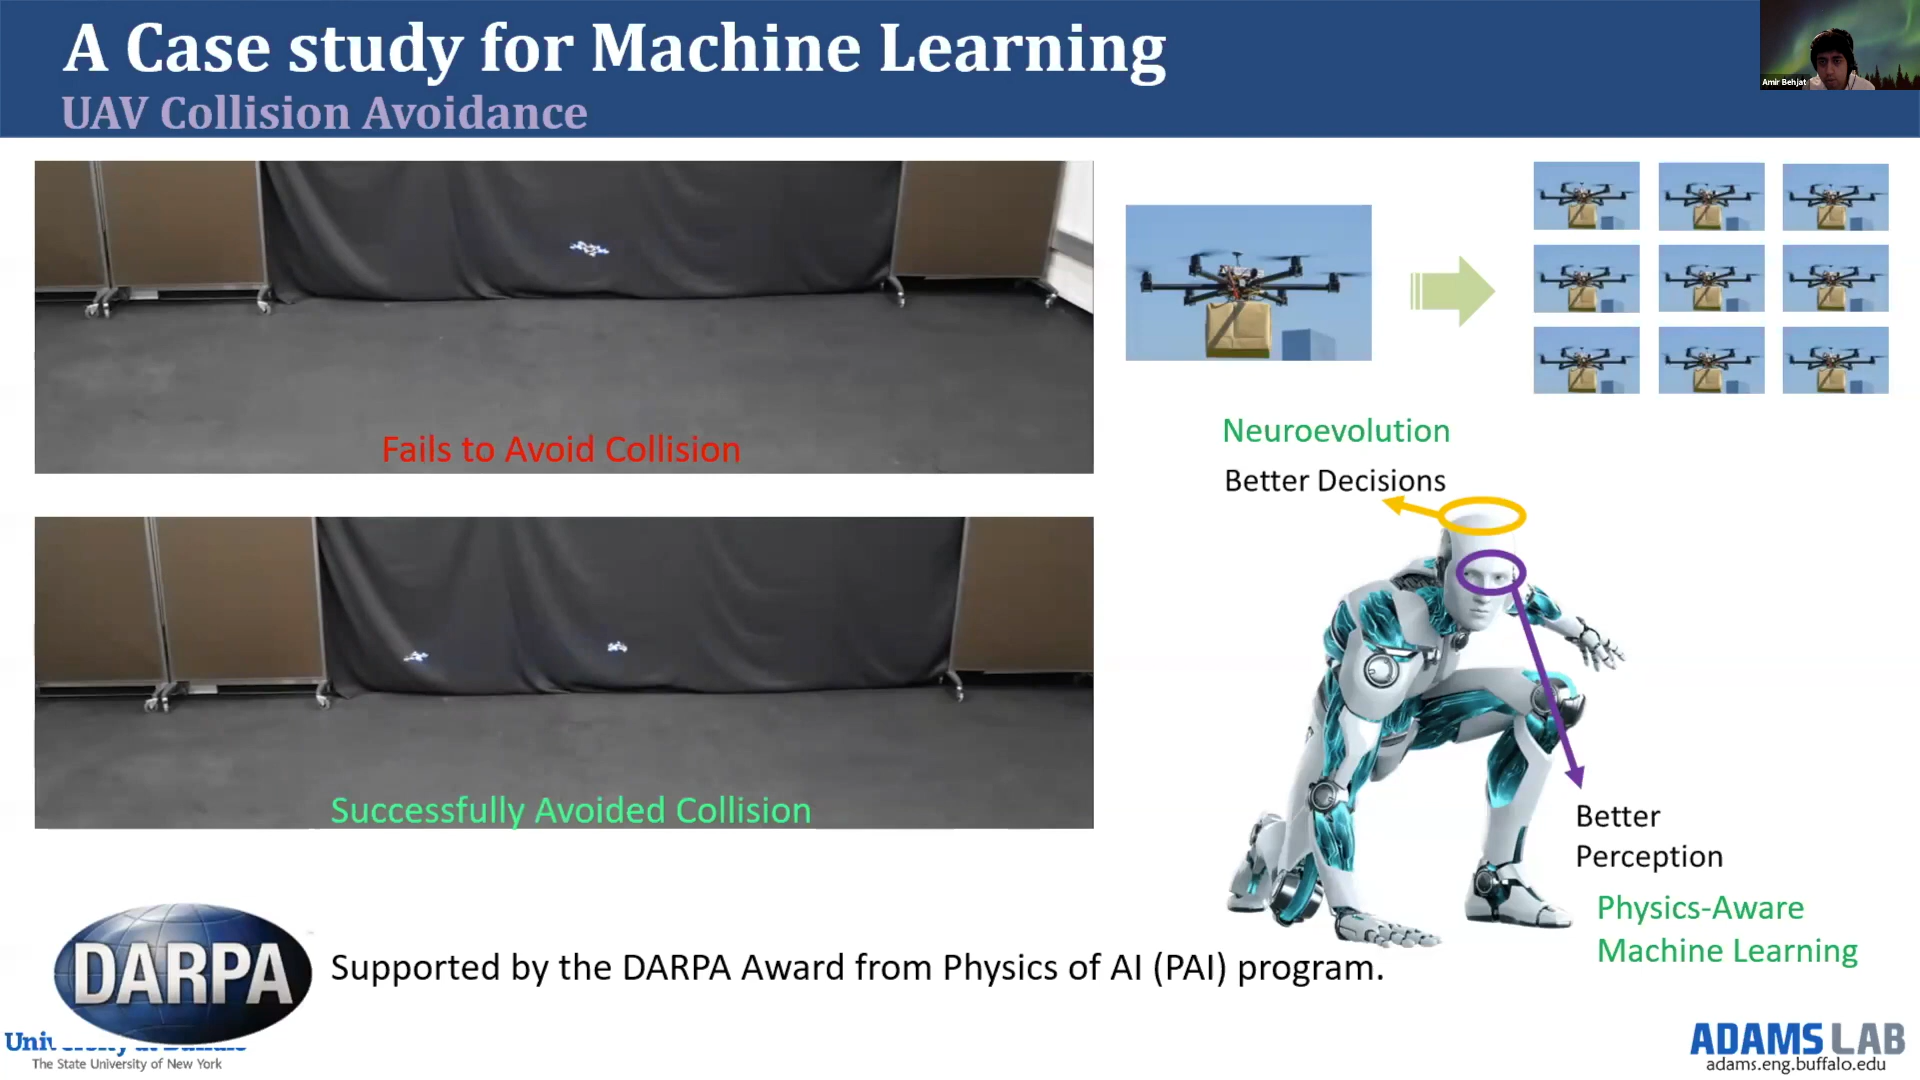 A Case study for Machine Learning
UAV Collision Avoidance
Amir Behjat
Fails to Avoid Collision
Successfully Avoided Collision
Neuroevolution
Better Decisions
Better
Perception
Physics-Aware
Machine Learning
DARPA
Supported by the DARPA Award from Physics of AI (PAI) program.
The State University of New York
ADAMS LAB
adams.eng.buffalo.edu